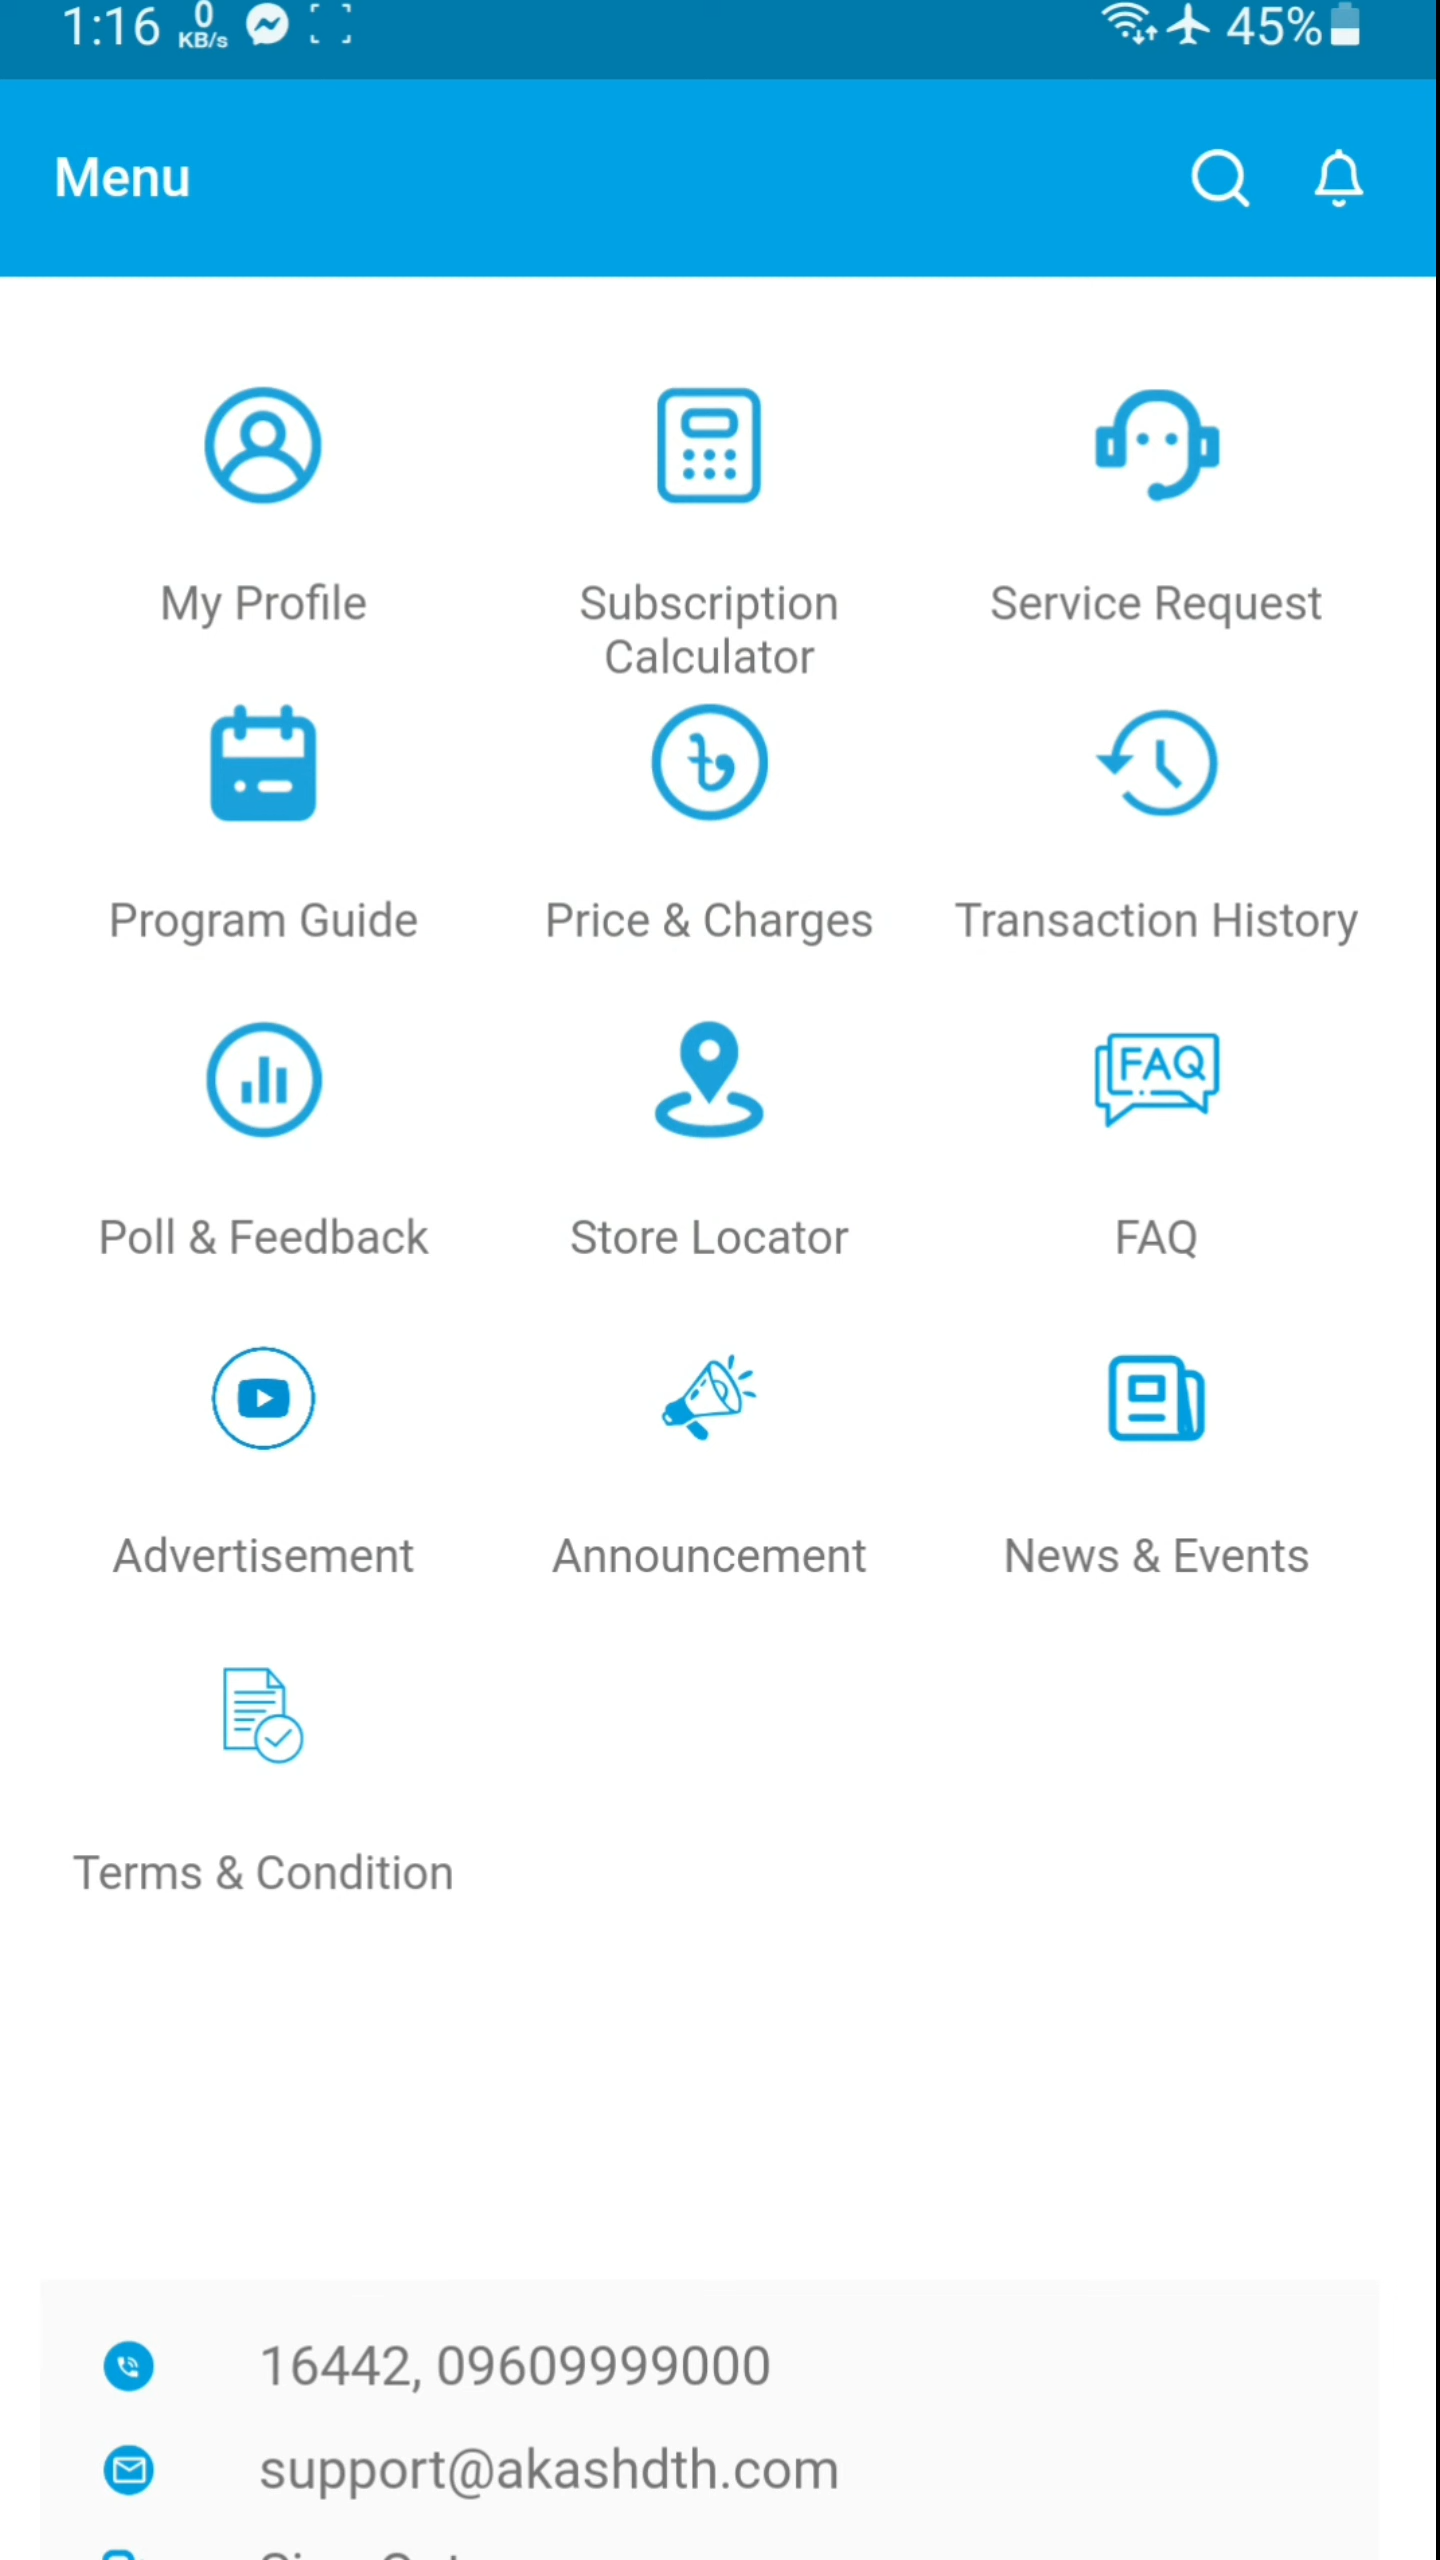 1:16 0 KB/s 45%
Menu
My Profile
Subscription Calculator
Service Request
Program Guide
Price & Charges
Transaction History
Poll & Feedback
Store Locator
FAQ
FAQ
Advertisement
Announcement
News & Events
Terms & Condition
16442, 09609999000
support@akashdth.com